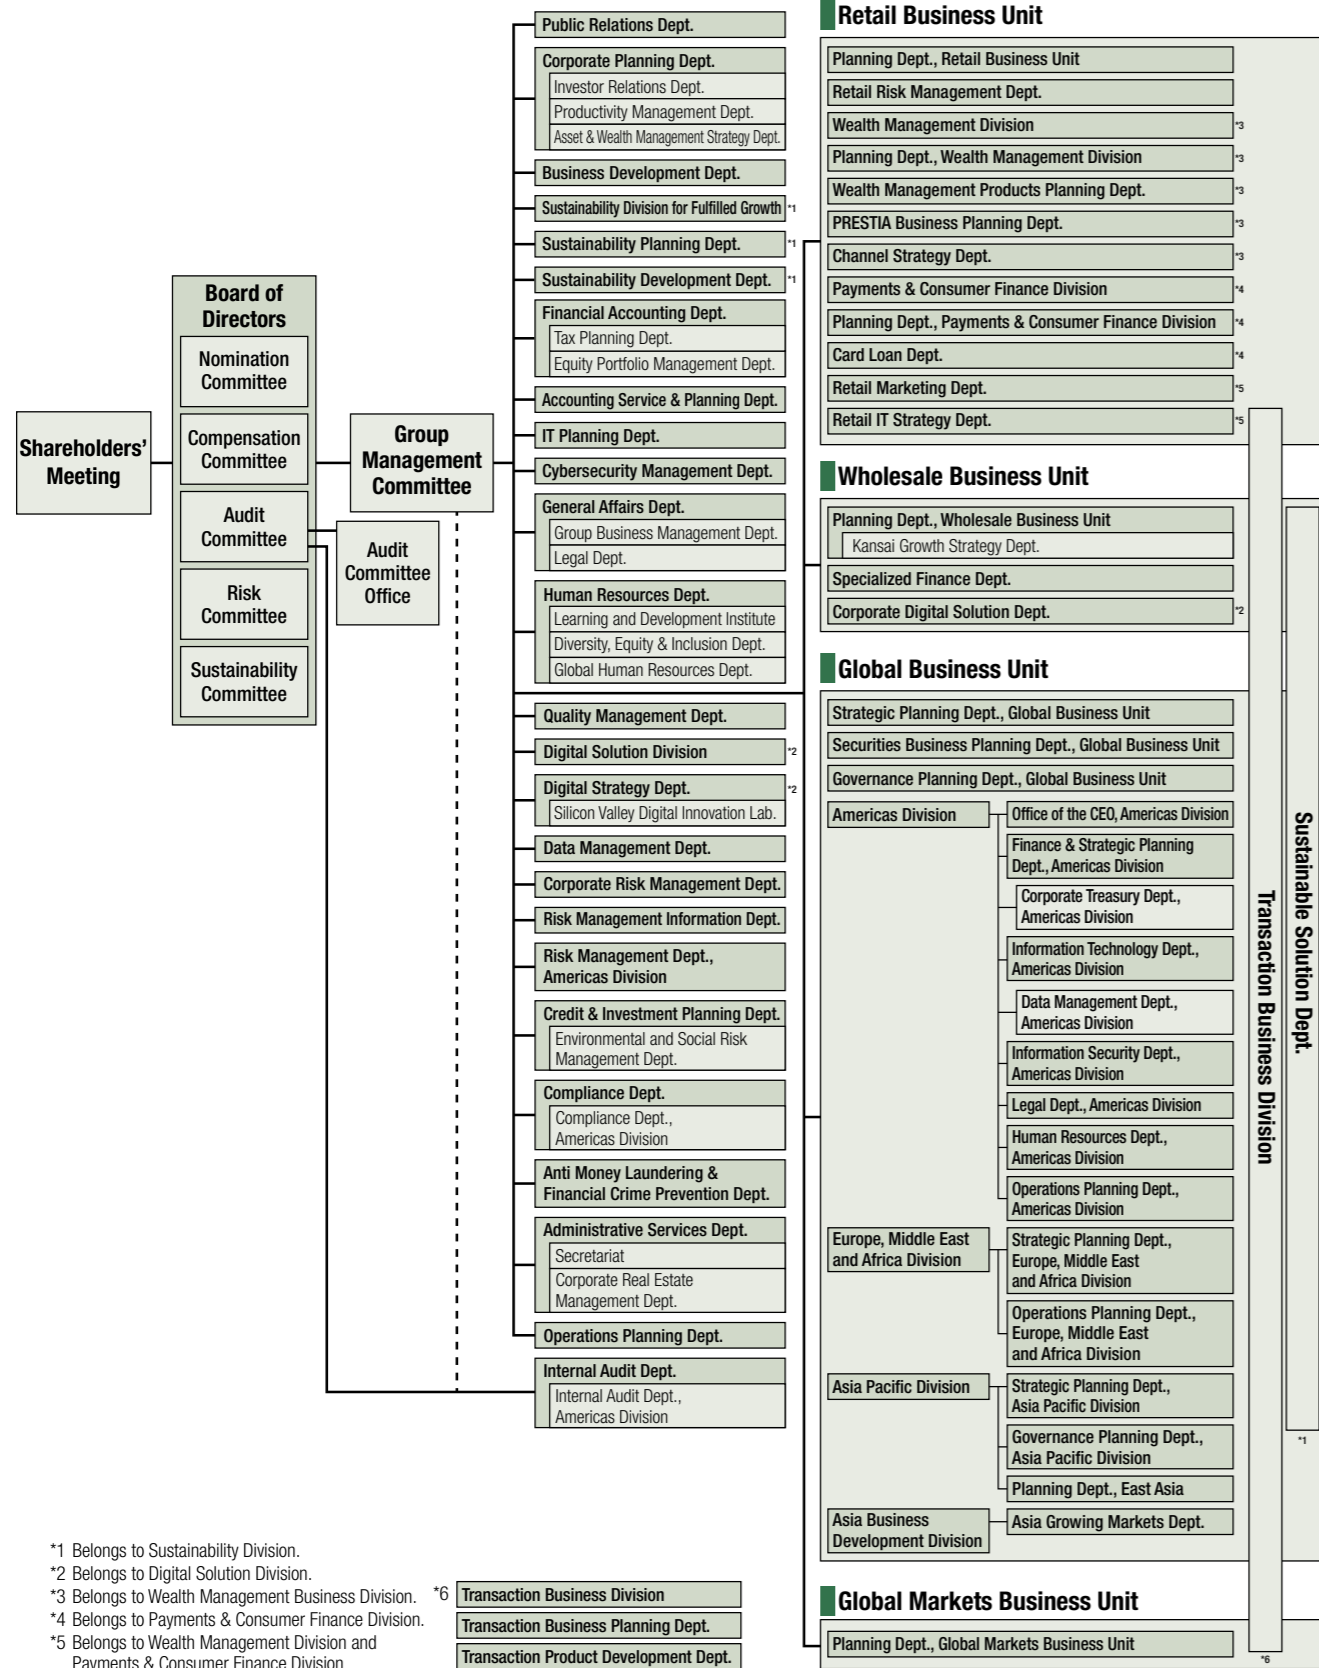 Shareholders'
Meeting
Board of
Directors
Nomination
Committee
Compensation
Committee
Audit
Committee
Risk
Committee
Sustainability
Committee
Audit
Committee
Office
Group
Management
Committee
Public Relations Dept.
Corporate Planning Dept.
Investor Relations Dept.
Productivity Management Dept.
Asset & Wealth Management Strategy Dept.
Business Development Dept.
Sustainability Division for Fulfilled Growth *1
Sustainability Planning Dept. *1
Sustainability Development Dept. *1
Financial Accounting Dept.
Tax Planning Dept.
Equity Portfolio Management Dept.
Accounting Service & Planning Dept.
IT Planning Dept.
Cybersecurity Management Dept.
General Affairs Dept.
Group Business Management Dept.
Legal Dept.
Human Resources Dept.
Learning and Development Institute
Diversity, Equity & Inclusion Dept.
Global Human Resources Dept.
Quality Management Dept.
Digital Solution Division *2
Digital Strategy Dept. *2
Silicon Valley Digital Innovation Lab.
Data Management Dept.
Corporate Risk Management Dept.
Risk Management Information Dept.
Risk Management Dept.,
Americas Division
Credit & Investment Planning Dept.
Environmental and Social Risk
Management Dept.
Compliance Dept.
Compliance Dept.,
Americas Division
Anti Money Laundering &
Financial Crime Prevention Dept.
Administrative Services Dept.
Secretariat
Corporate Real Estate
Management Dept.
Operations Planning Dept.
Internal Audit Dept.
Internal Audit Dept.,
Americas Division
Retail Business Unit
Planning Dept., Retail Business Unit
Retail Risk Management Dept.
Wealth Management Division *3
Planning Dept., Wealth Management Division *3
Wealth Management Products Planning Dept. *3
PRESTIA Business Planning Dept. *3
Channel Strategy Dept. *3
Payments & Consumer Finance Division *4
Planning Dept., Payments & Consumer Finance Division *4
Card Loan Dept. *4
Retail Marketing Dept. *5
Retail IT Strategy Dept. *5
Wholesale Business Unit
Planning Dept., Wholesale Business Unit
Kansai Growth Strategy Dept.
Specialized Finance Dept.
Corporate Digital Solution Dept. *2
Global Business Unit
Strategic Planning Dept., Global Business Unit
Securities Business Planning Dept., Global Business Unit
Governance Planning Dept., Global Business Unit
Americas Division
Office of the CEO, Americas Division
Finance & Strategic Planning
Dept., Americas Division
Corporate Treasury Dept.,
Americas Division
Information Technology Dept.,
Americas Division
Data Management Dept.,
Americas Division
Information Security Dept.,
Americas Division
Legal Dept., Americas Division
Human Resources Dept.,
Americas Division
Operations Planning Dept.,
Americas Division
Europe, Middle East
and Africa Division
Strategic Planning Dept.,
Europe, Middle East
and Africa Division
Operations Planning Dept.,
Europe, Middle East
and Africa Division
Asia Pacific Division
Strategic Planning Dept.,
Asia Pacific Division
Governance Planning Dept.,
Asia Pacific Division
Planning Dept., East Asia
Asia Business
Development Division
Asia Growing Markets Dept.
Global Markets Business Unit
Planning Dept., Global Markets Business Unit
Transaction Business Division
*6
Sustainable Solution Dept.
*1
*1 Belongs to Sustainability Division.
*2 Belongs to Digital Solution Division.
*3 Belongs to Wealth Management Business Division.
*4 Belongs to Payments & Consumer Finance Division.
*5 Belongs to Wealth Management Division and
Payments & Consumer Finance Division
*6 Transaction Business Division
Transaction Business Planning Dept.
Transaction Product Development Dept.